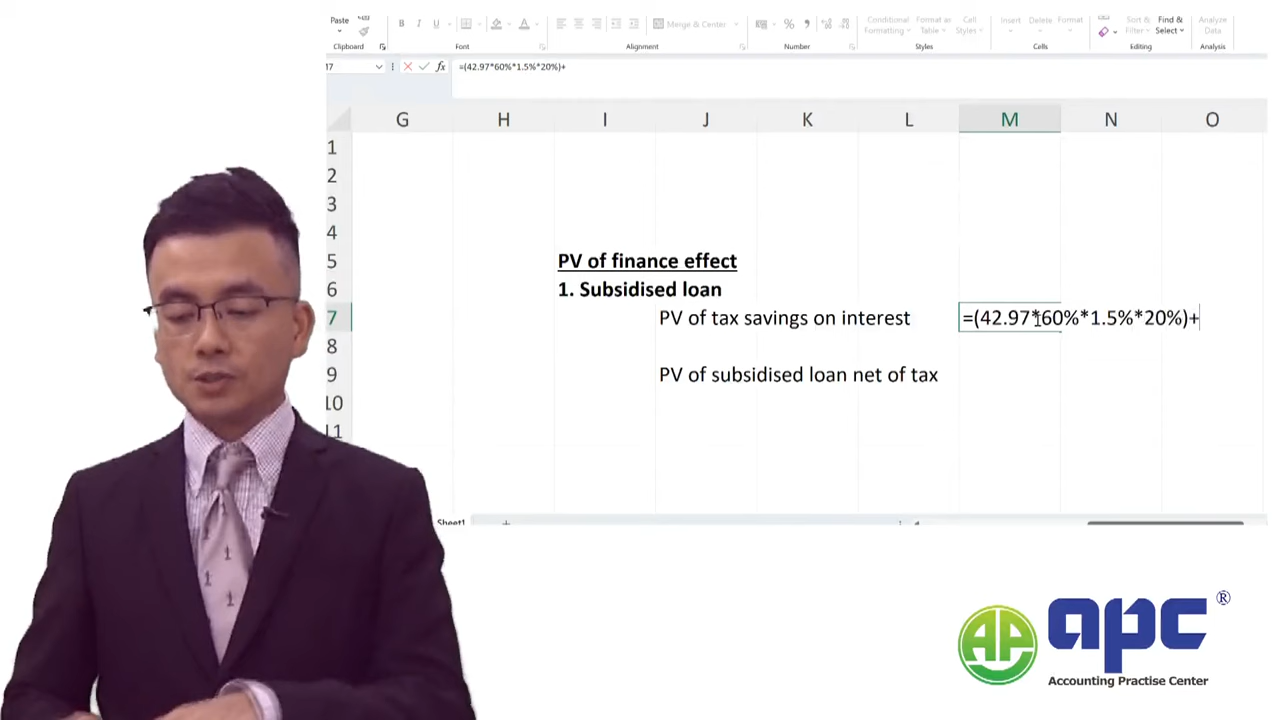 Paste
B I U A
Merge & Center
%
Conditional Formatting
Format as Table
Cell Styles
Insert Delete Format
Sort & Filter
Find & Select
Analyze Data
Clipboard Font Alignment Number Styles Cells Editing Analysis
fx =(42.97*60%*1.5%*20%)+
G H I J K L M N O
1
2
3
4
5 PV of finance effect
6 1. Subsidised loan
7 PV of tax savings on interest =(42.97*60%*1.5%*20%)+
8
9 PV of subsidised loan net of tax
10
11
Sheet1 +
AP apc ®
Accounting Practise Center